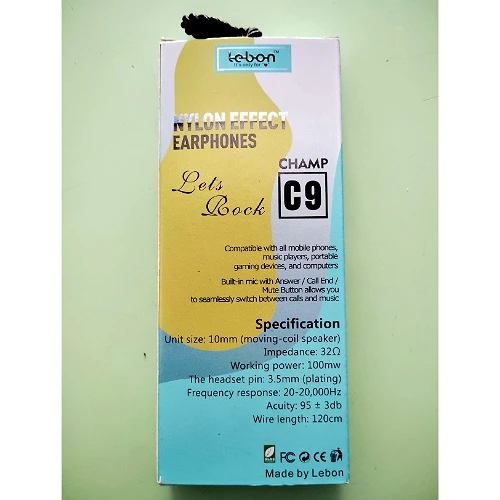 Lebon
It's only for
NYLON EFFECT
EARPHONES
CHAMP
Lets
Rock
C9
Compatible with all mobile phones,
music players, portable
gaming devices, and computers
Built-in mic with Answer / Call End /
Mute Button allows you
to seamlessly switch between calls and music
Specification
Unit size: 10mm (moving-coil speaker)
Impedance: 32Ω
Working power: 100mw
The headset pin: 3.5mm (plating)
Frequency response: 20-20,000Hz
Acuity: 95 ± 3db
Wire length: 120cm
FC CE
Made by Lebon